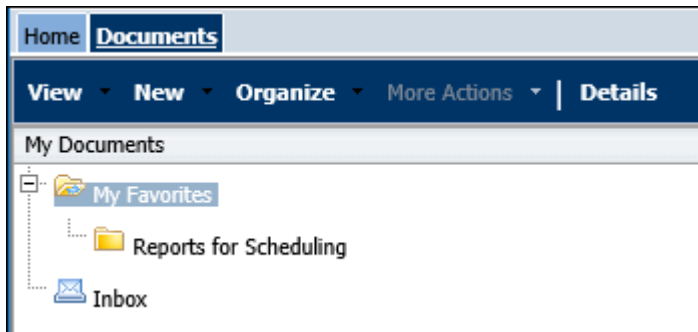 Home Documents
View New Organize More Actions | Details
My Documents
My Favorites
Reports for Scheduling
Inbox